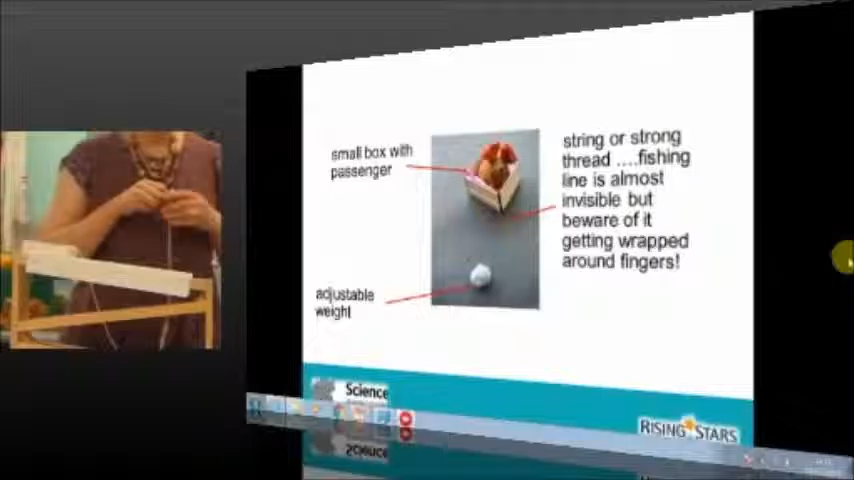 small box with
passenger
string or strong
thread ....fishing
line is almost
invisible but
beware of it
getting wrapped
around fingers!
adjustable
weight
Science
RISING STARS